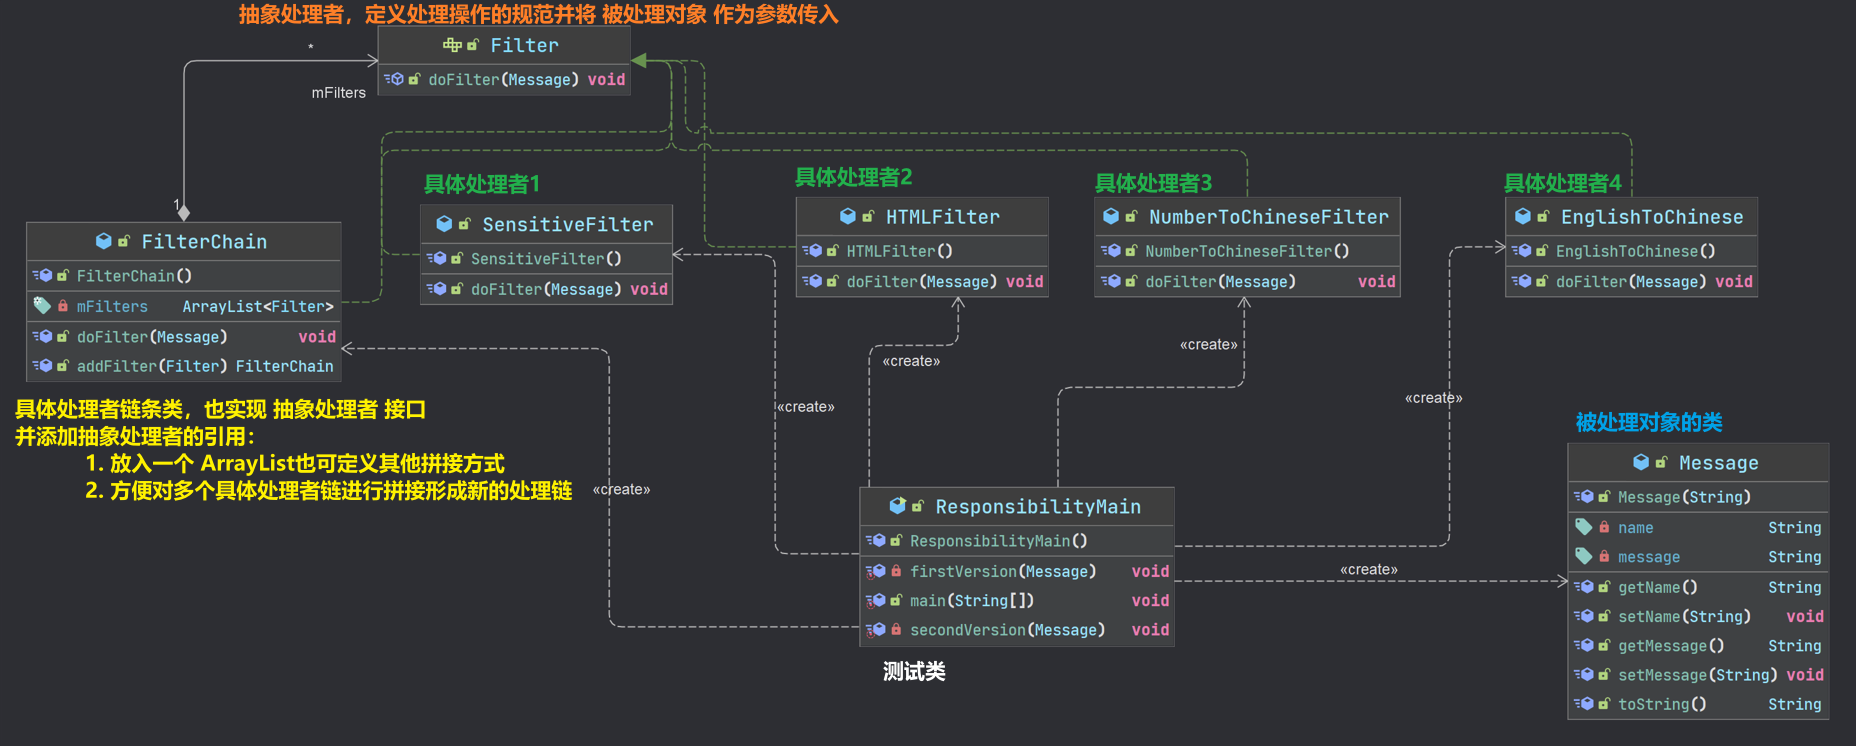 抽象处理者，定义处理操作的规范并将 被处理对象 作为参数传入
Filter
doFilter(Message) void
*
mFilters
1
FilterChain
FilterChain()
mFilters ArrayList<Filter>
doFilter(Message) void
addFilter(Filter) FilterChain
具体处理者链条类，也实现 抽象处理者 接口
并添加抽象处理者的引用：
1. 放入一个 ArrayList也可定义其他拼接方式
2. 方便对多个具体处理者链进行拼接形成新的处理链
具体处理者1
SensitiveFilter
SensitiveFilter()
doFilter(Message) void
具体处理者2
HTMLFilter
HTMLFilter()
doFilter(Message) void
具体处理者3
NumberToChineseFilter
NumberToChineseFilter()
doFilter(Message) void
具体处理者4
EnglishToChinese
EnglishToChinese()
doFilter(Message) void
«create»
«create»
«create»
«create»
«create»
«create»
ResponsibilityMain
ResponsibilityMain()
firstVersion(Message) void
main(String[]) void
secondVersion(Message) void
测试类
被处理对象的类
Message
Message(String)
name String
message String
getName() String
setName(String) void
getMessage() String
setMessage(String) void
toString() String